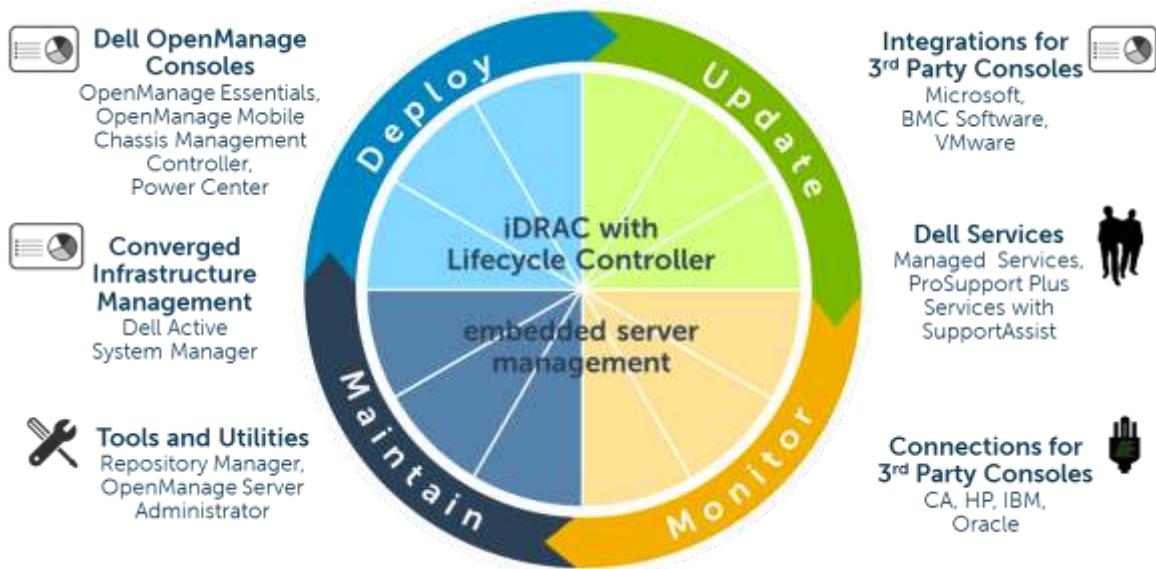 Dell OpenManage
Consoles
OpenManage Essentials,
OpenManage Mobile
Chassis Management
Controller,
Power Center
Converged
Infrastructure
Management
Dell Active
System Manager
Tools and Utilities
Repository Manager,
OpenManage Server
Administrator
Deploy
Update
Monitor
Maintain
iDRAC with
Lifecycle Controller
embedded server
management
Integrations for
3rd Party Consoles
Microsoft,
BMC Software,
VMware
Dell Services
Managed Services,
ProSupport Plus
Services with
SupportAssist
Connections for
3rd Party Consoles
CA, HP, IBM,
Oracle